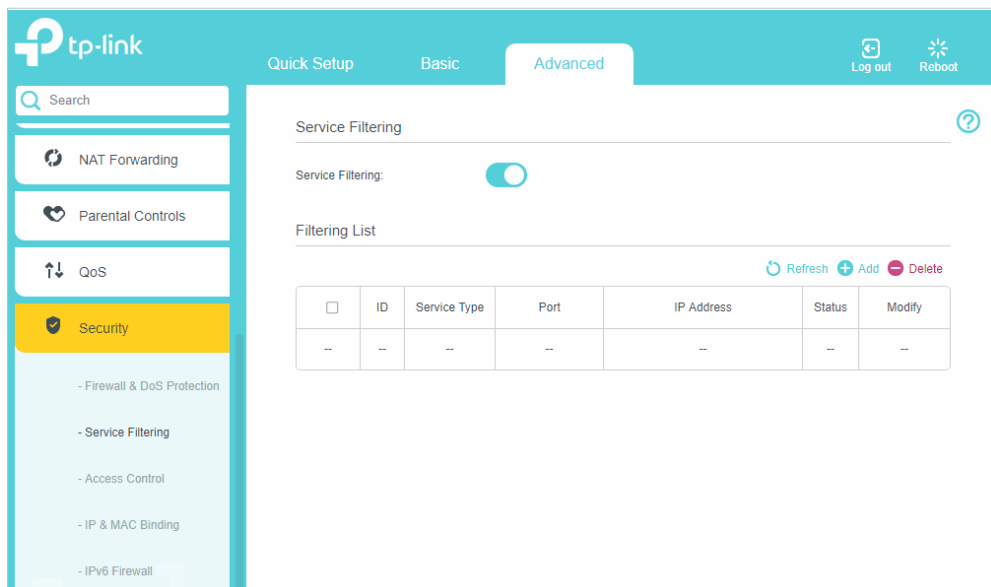 tp-link
Quick Setup Basic Advanced Log out Reboot
Search
NAT Forwarding
Parental Controls
QoS
Security
- Firewall & DoS Protection
- Service Filtering
- Access Control
- IP & MAC Binding
- IPv6 Firewall
Service Filtering
?
Service Filtering:
Filtering List
Refresh Add Delete
ID Service Type Port IP Address Status Modify
-- -- -- -- -- -- --